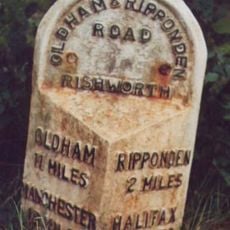 OLDHAM & RIPPONDEN
ROAD
RISHWORTH
OLDHAM
11 MILES
MANCHESTER
RIPPONDEN
2 MILES
HALIFAX